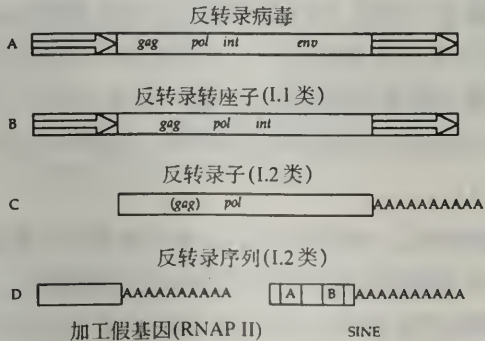 反转录病毒
A gag pol int env
反转录转座子(I.1 类)
B gag pol int
反转录子(I.2 类)
C (gag) pol AAAAAAAAAA
反转录序列(I.2 类)
D AAAAAAAAAA A B AAAAAAAAAA
加工假基因(RNAP II) SINE